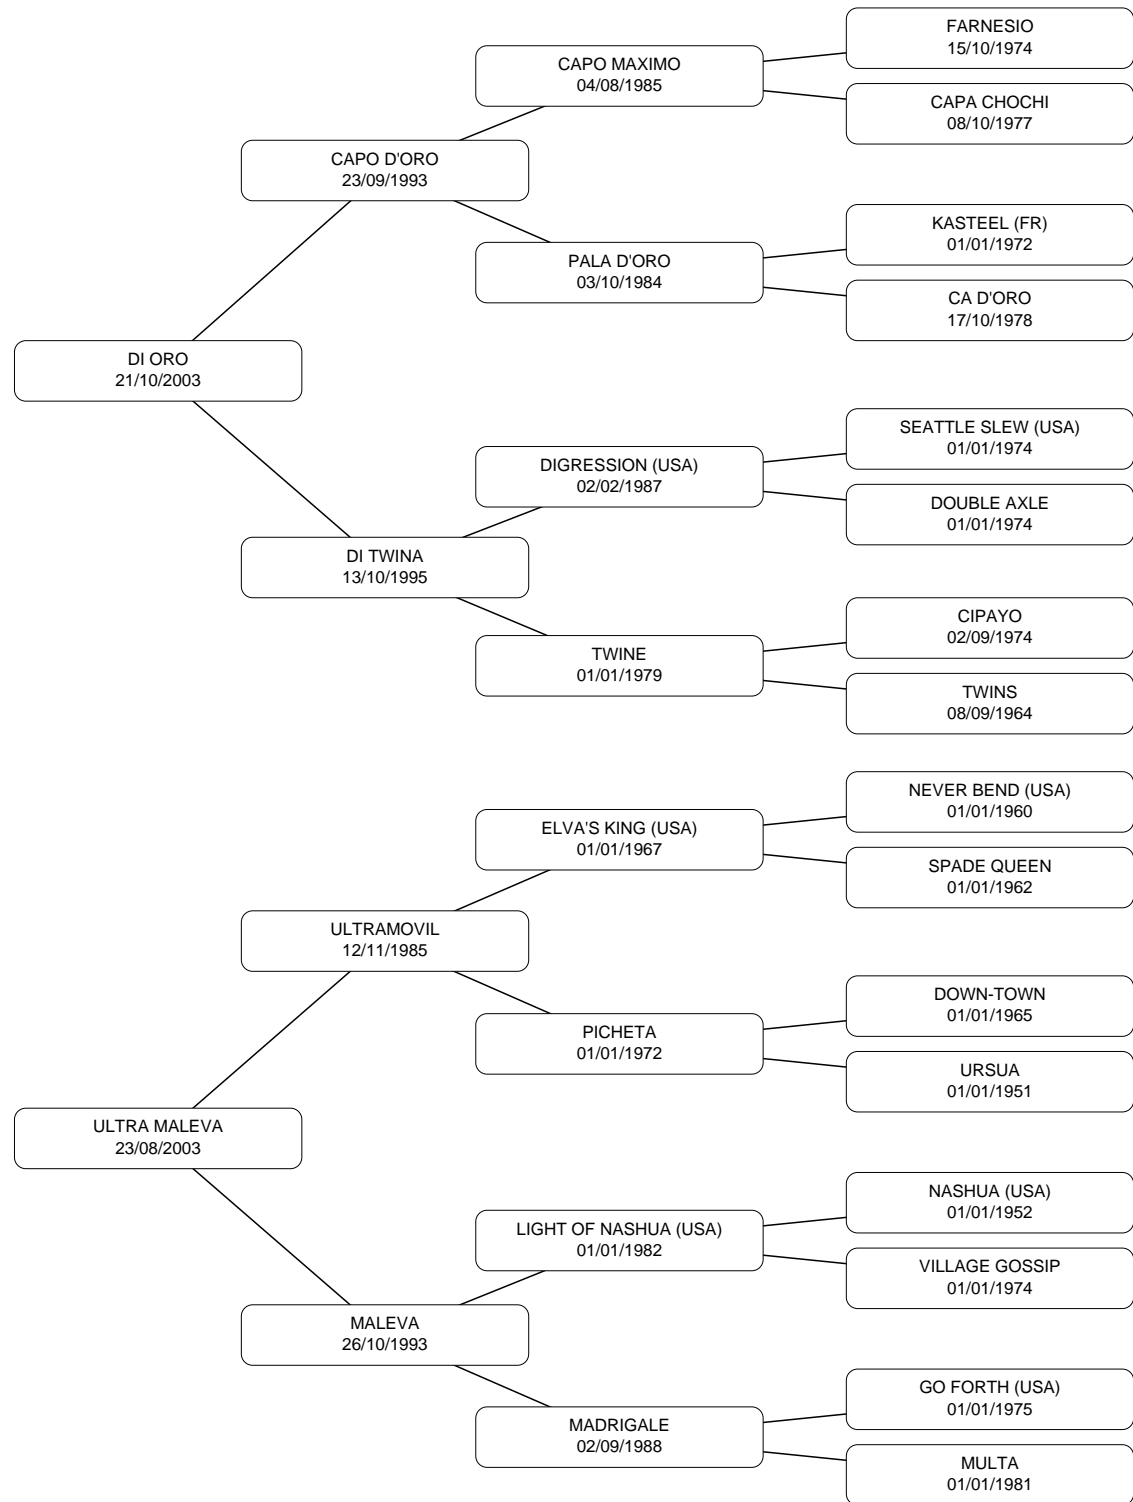 FARNESIO
15/10/1974
CAPO MAXIMO
04/08/1985
CAPA CHOCHI
08/10/1977
CAPO D'ORO
23/09/1993
KASTEEL (FR)
01/01/1972
PALA D'ORO
03/10/1984
CA D'ORO
17/10/1978
DI ORO
21/10/2003
SEATTLE SLEW (USA)
01/01/1974
DIGRESSION (USA)
02/02/1987
DOUBLE AXLE
01/01/1974
DI TWINA
13/10/1995
CIPAYO
02/09/1974
TWINE
01/01/1979
TWINS
08/09/1964
NEVER BEND (USA)
01/01/1960
ELVA'S KING (USA)
01/01/1967
SPADE QUEEN
01/01/1962
ULTRAMOVIL
12/11/1985
DOWN-TOWN
01/01/1965
PICHETA
01/01/1972
URSUA
01/01/1951
ULTRA MALEVA
23/08/2003
NASHUA (USA)
01/01/1952
LIGHT OF NASHUA (USA)
01/01/1982
VILLAGE GOSSIP
01/01/1974
MALEVA
26/10/1993
GO FORTH (USA)
01/01/1975
MADRIGALE
02/09/1988
MULTA
01/01/1981